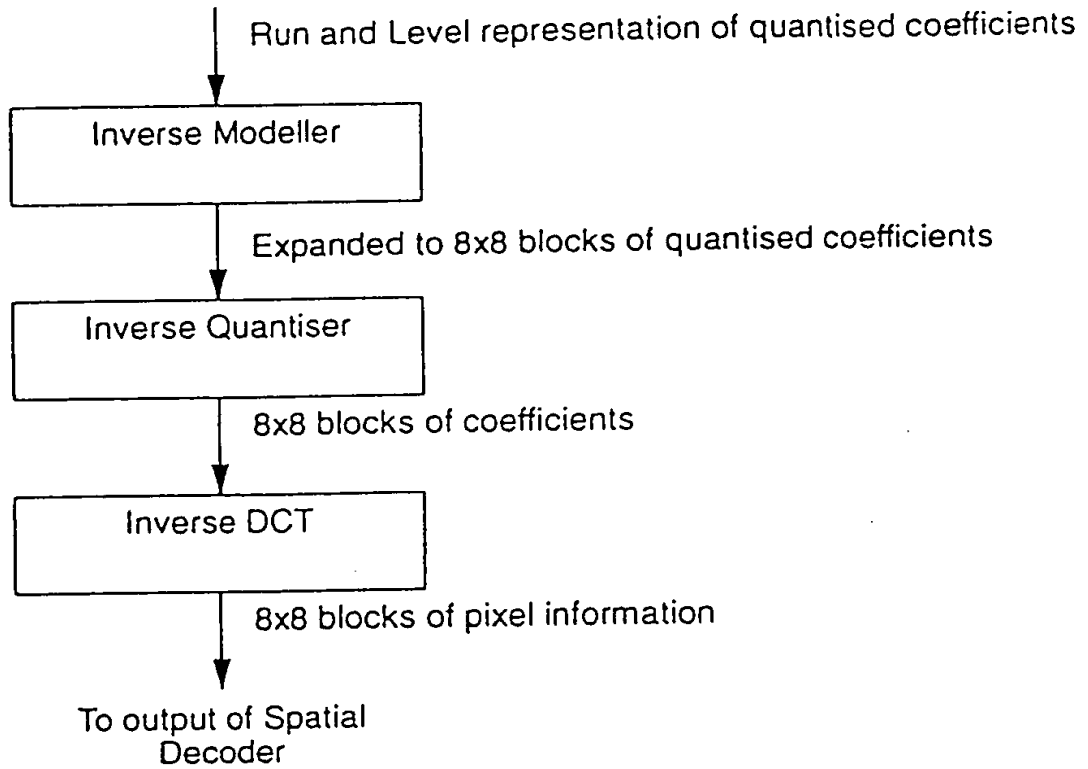 Run and Level representation of quantised coefficients
Inverse Modeller
Expanded to 8x8 blocks of quantised coefficients
Inverse Quantiser
8x8 blocks of coefficients
Inverse DCT
8x8 blocks of pixel information
To output of Spatial
Decoder